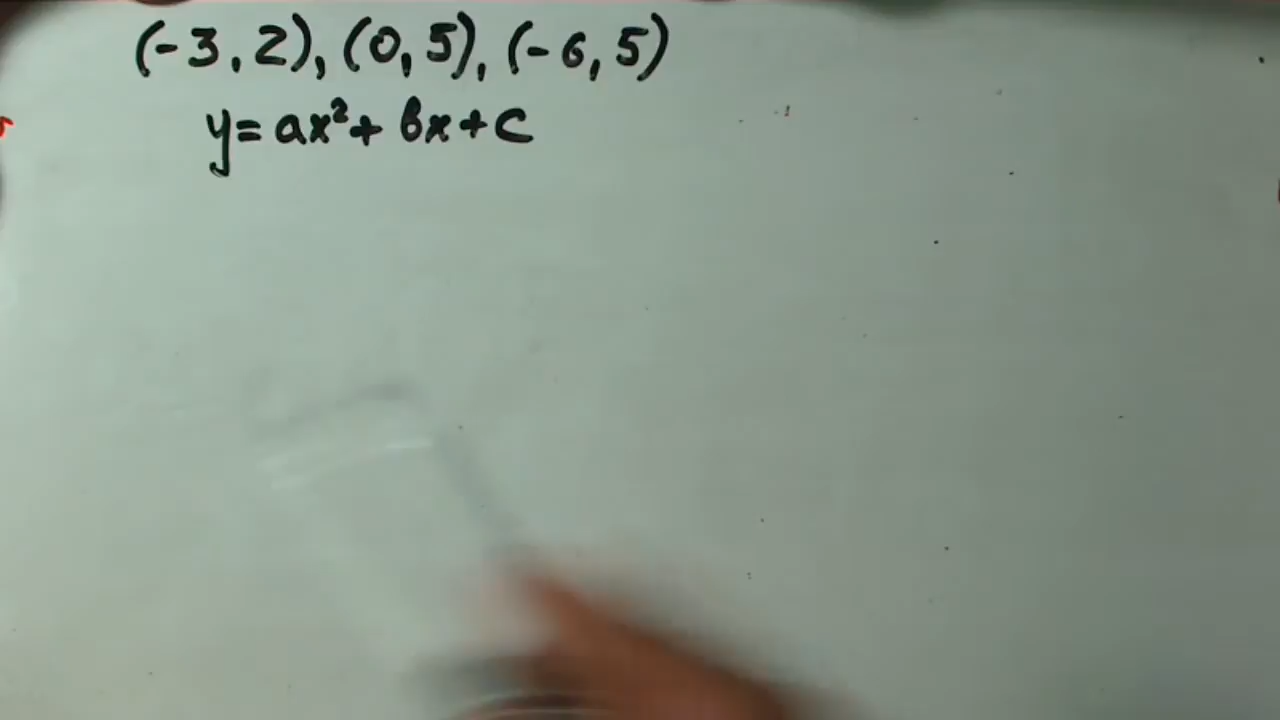 (-3,2), (0,5), (-6,5)
y=ax²+bx+c